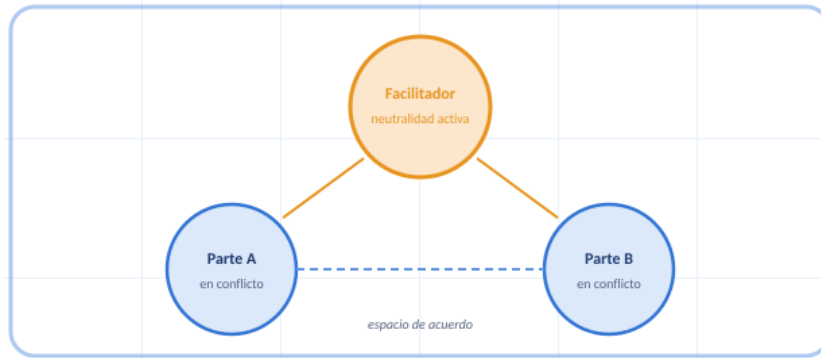 Facilitador
neutralidad activa
Parte A
en conflicto
Parte B
en conflicto
espacio de acuerdo